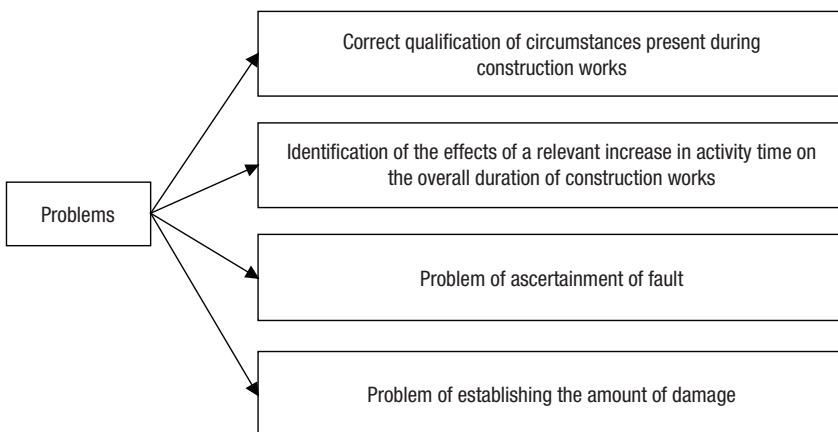 Correct qualification of circumstances present during
construction works
Identification of the effects of a relevant increase in activity time on
the overall duration of construction works
Problems
Problem of ascertainment of fault
Problem of establishing the amount of damage